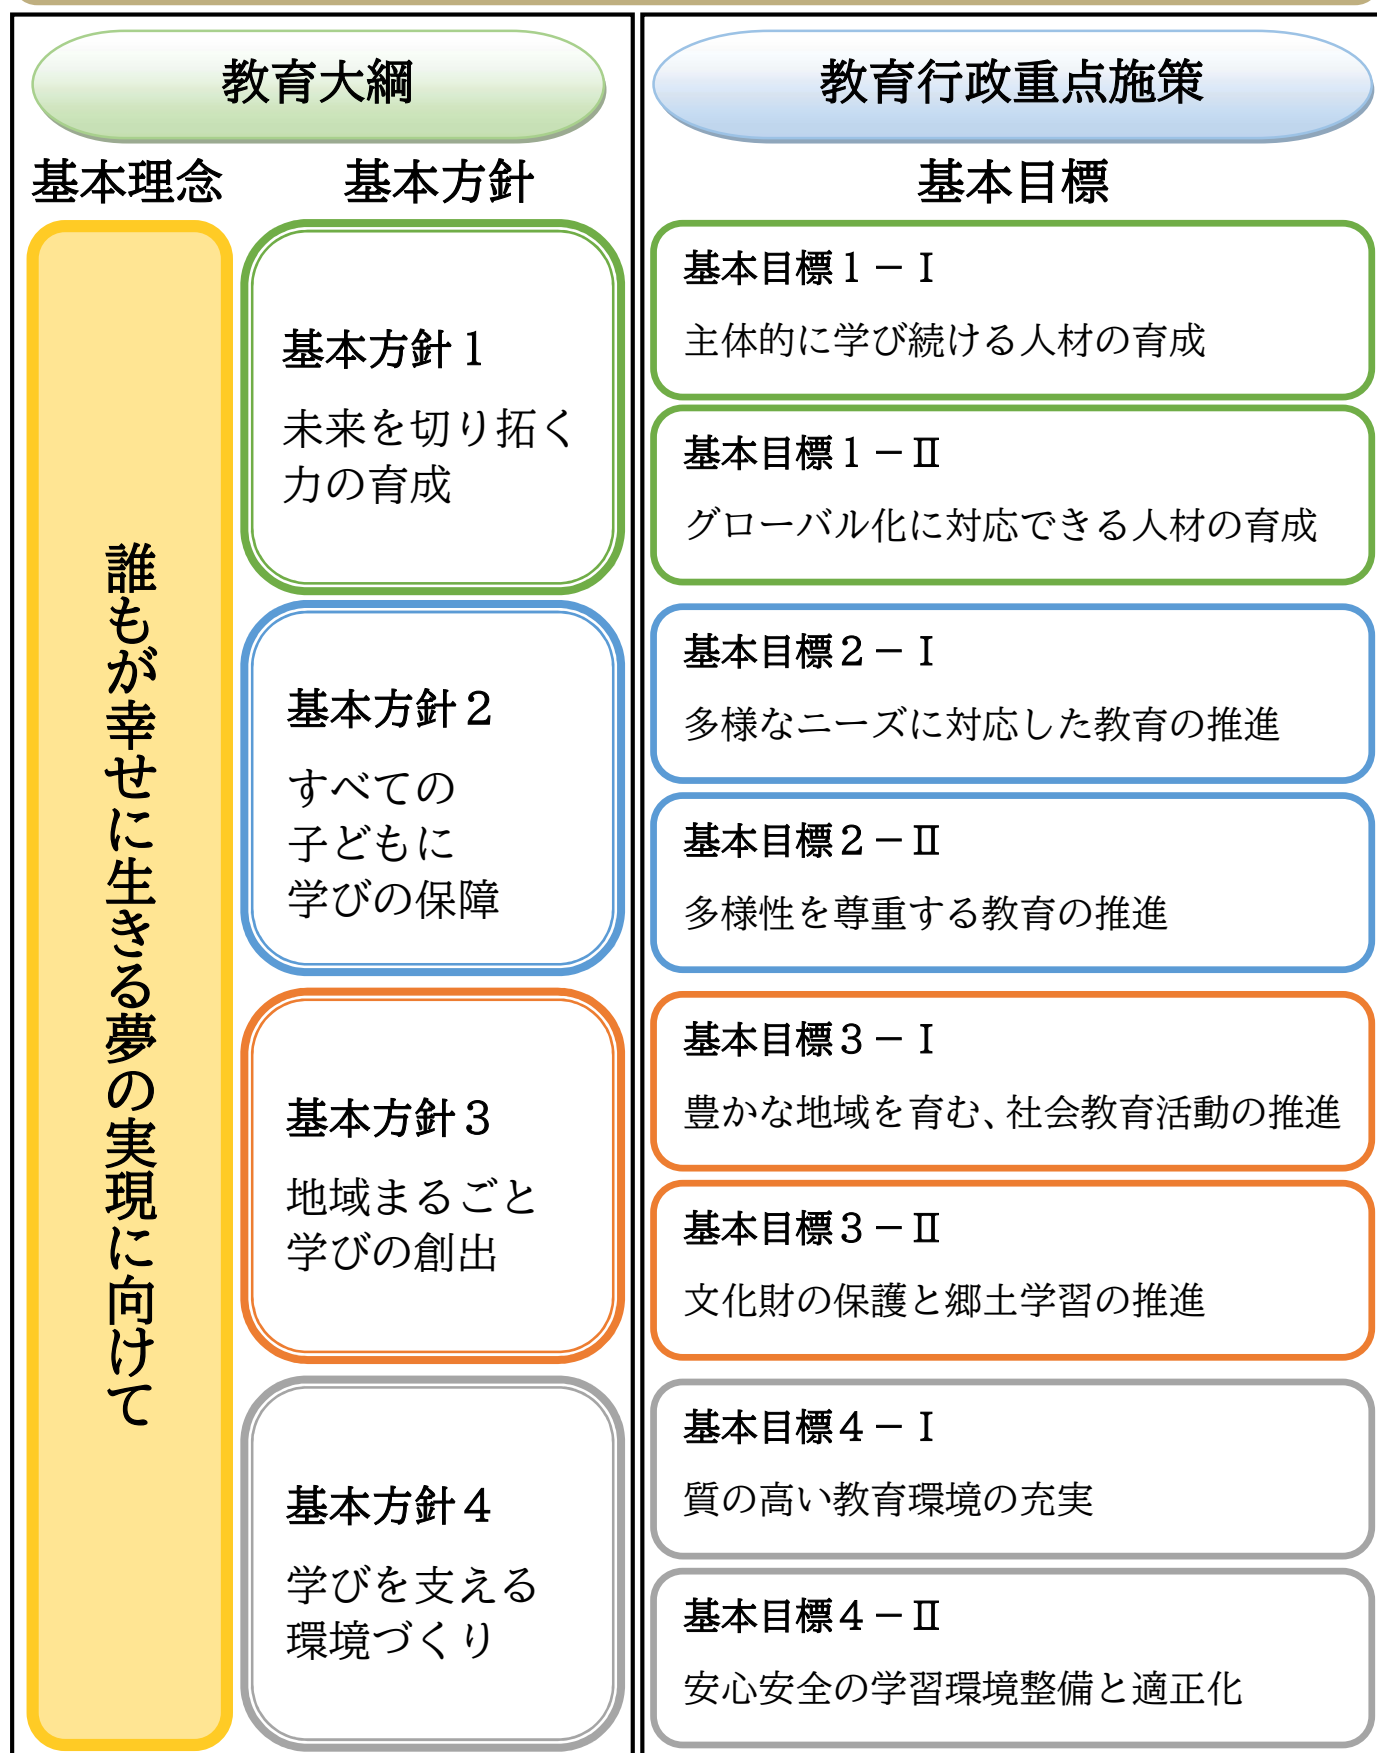 教育大綱
基本理念
基本方針
誰もが幸せに生きる夢の実現に向けて
基本方針１
未来を切り拓く
力の育成
基本方針２
すべての
子どもに
学びの保障
基本方針３
地域まるごと
学びの創出
基本方針４
学びを支える
環境づくり
教育行政重点施策
基本目標
基本目標１－Ⅰ
主体的に学び続ける人材の育成
基本目標１－Ⅱ
グローバル化に対応できる人材の育成
基本目標２－Ⅰ
多様なニーズに対応した教育の推進
基本目標２－Ⅱ
多様性を尊重する教育の推進
基本目標３－Ⅰ
豊かな地域を育む、社会教育活動の推進
基本目標３－Ⅱ
文化財の保護と郷土学習の推進
基本目標４－Ⅰ
質の高い教育環境の充実
基本目標４－Ⅱ
安心安全の学習環境整備と適正化